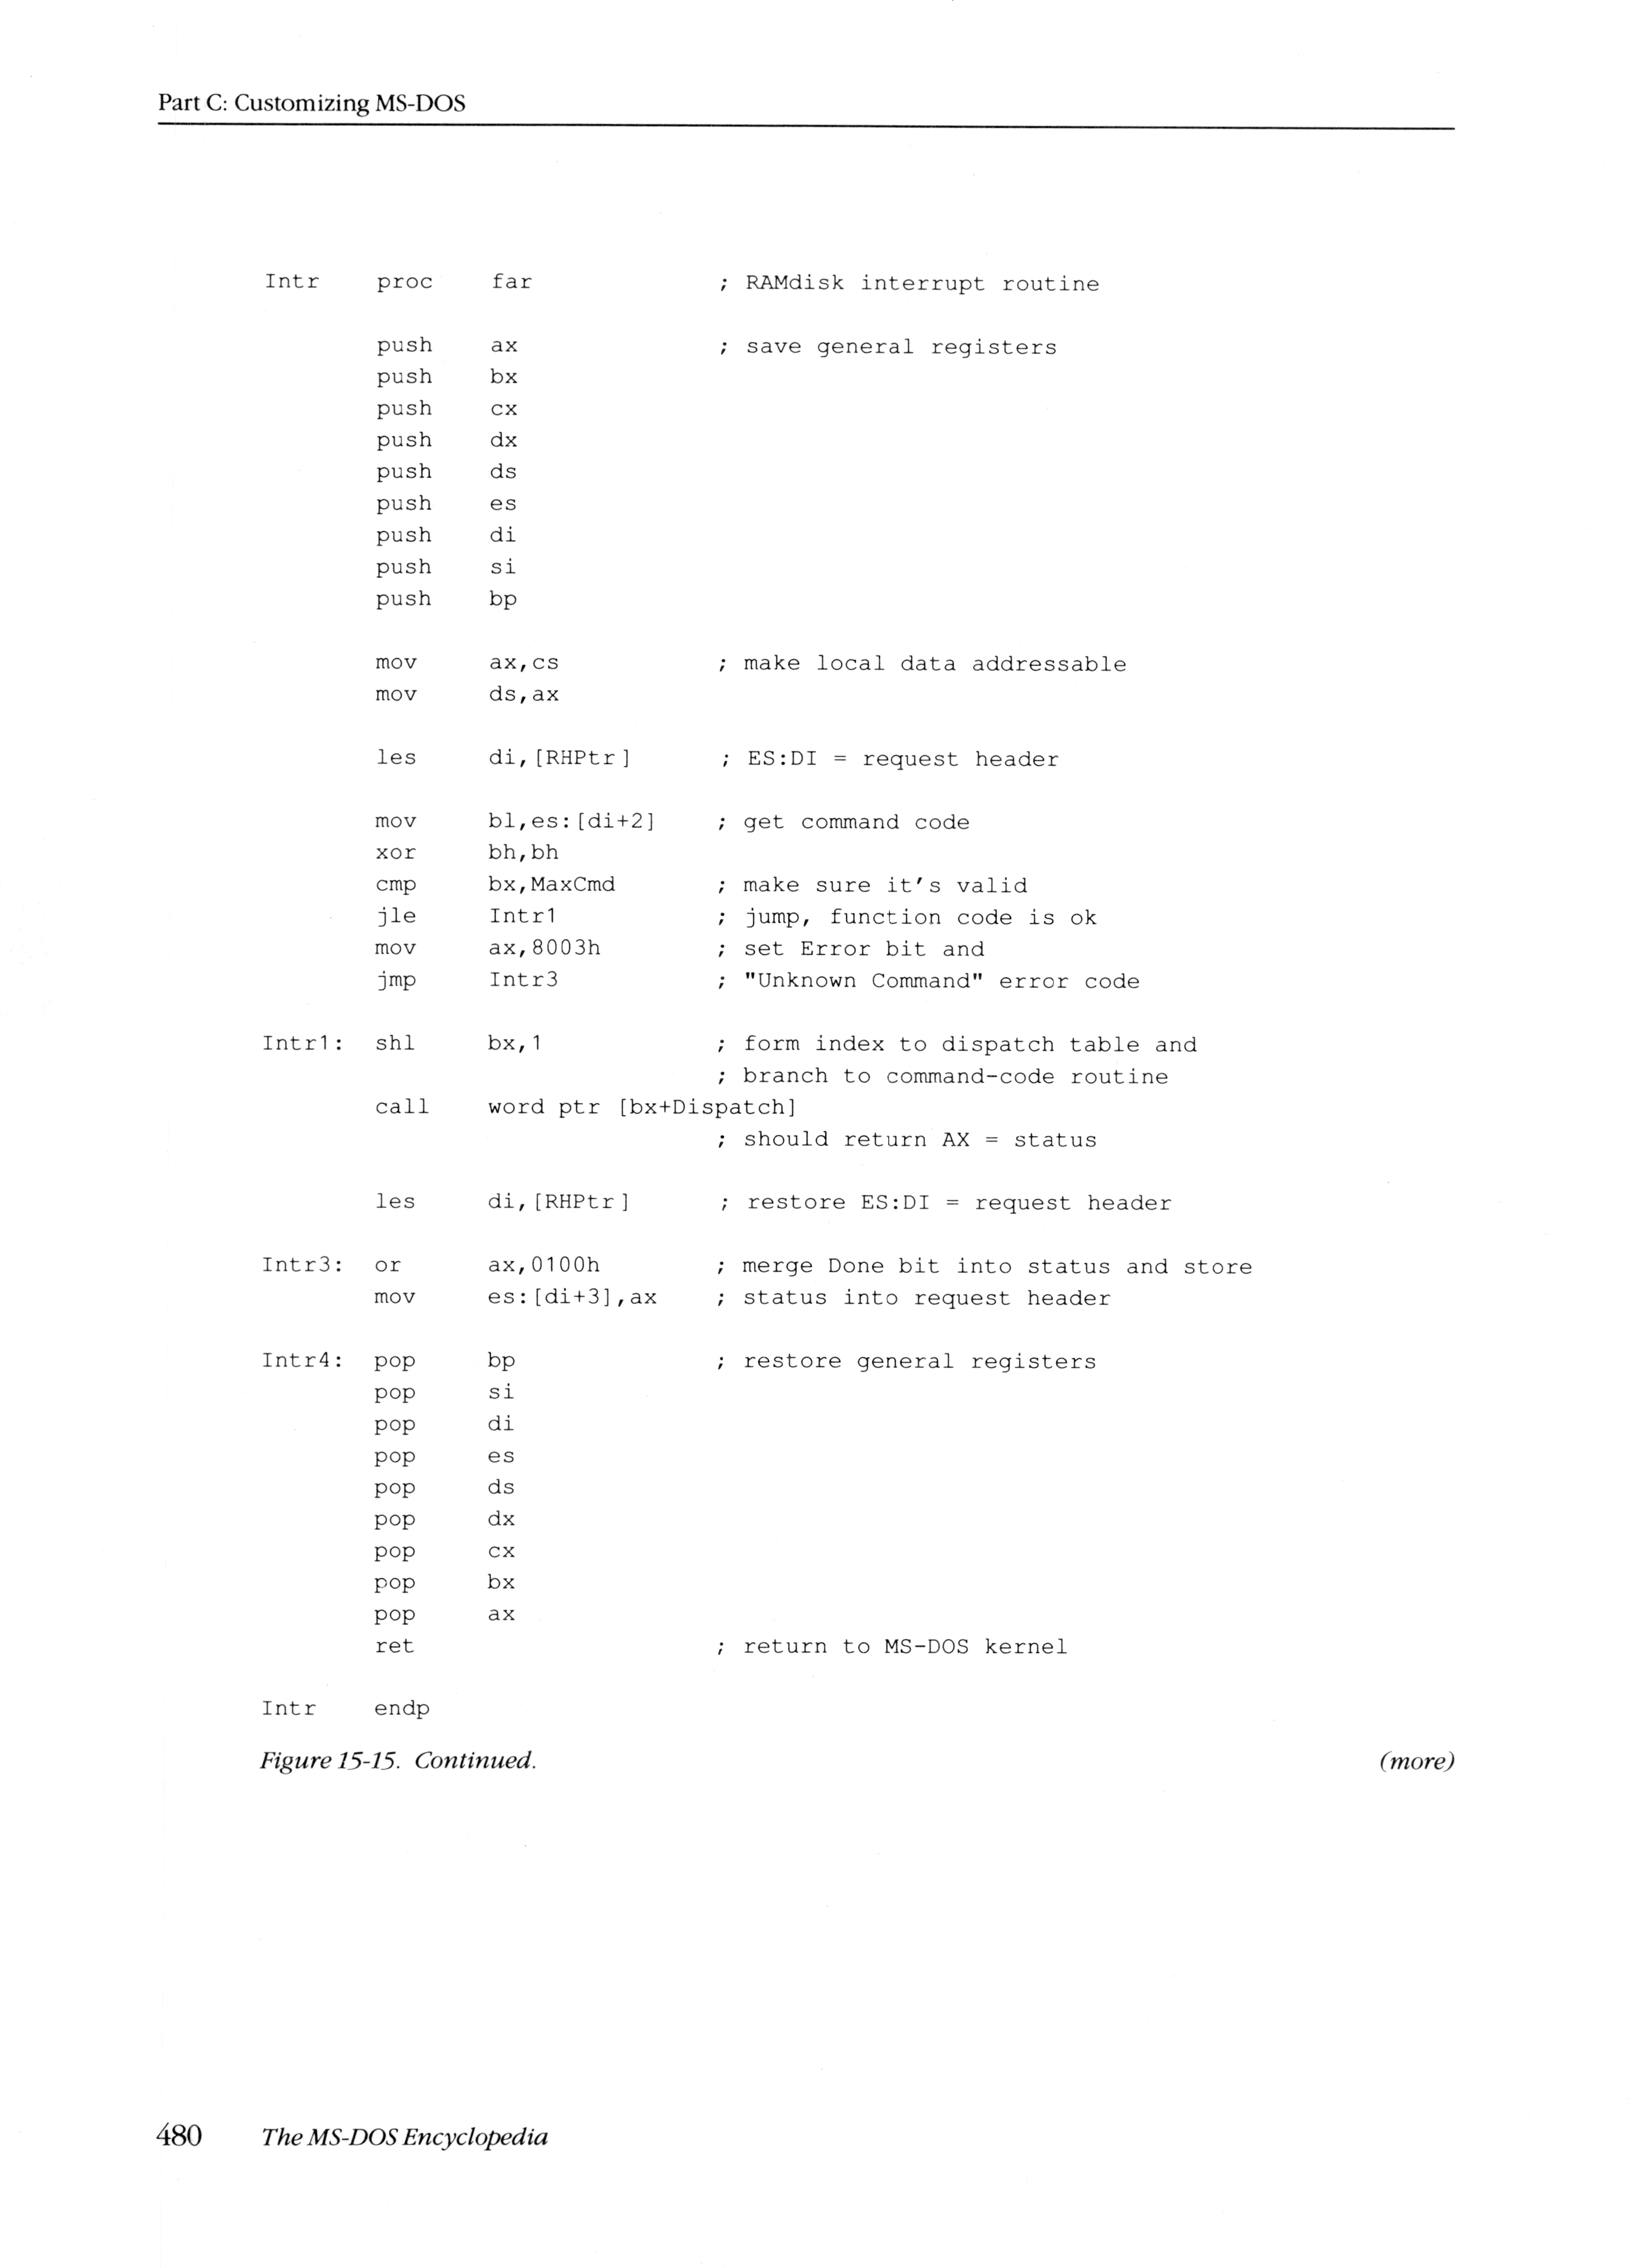 Part C: Customizing MS-DOS
Intr proc far ; RAMdisk interrupt routine
push ax ; save general registers
push bx
push cx
push dx
push ds
push es
push di
push si
push bp
mov ax,cs ; make local data addressable
mov ds,ax
les di,[RHPtr] ; ES:DI = request header
mov bl,es:[di+2] ; get command code
xor bh,bh
cmp bx,MaxCmd ; make sure it's valid
jle Intr1 ; jump, function code is ok
mov ax,8003h ; set Error bit and
jmp Intr3 ; "Unknown Command" error code
Intr1: shl bx,1 ; form index to dispatch table and
; branch to command-code routine
call word ptr [bx+Dispatch]
; should return AX = status
les di,[RHPtr] ; restore ES:DI = request header
Intr3: or ax,0100h ; merge Done bit into status and store
mov es:[di+3],ax ; status into request header
Intr4: pop bp ; restore general registers
pop si
pop di
pop es
pop ds
pop dx
pop cx
pop bx
pop ax
ret ; return to MS-DOS kernel
Intr endp
Figure 15-15. Continued. (more)
480 The MS-DOS Encyclopedia